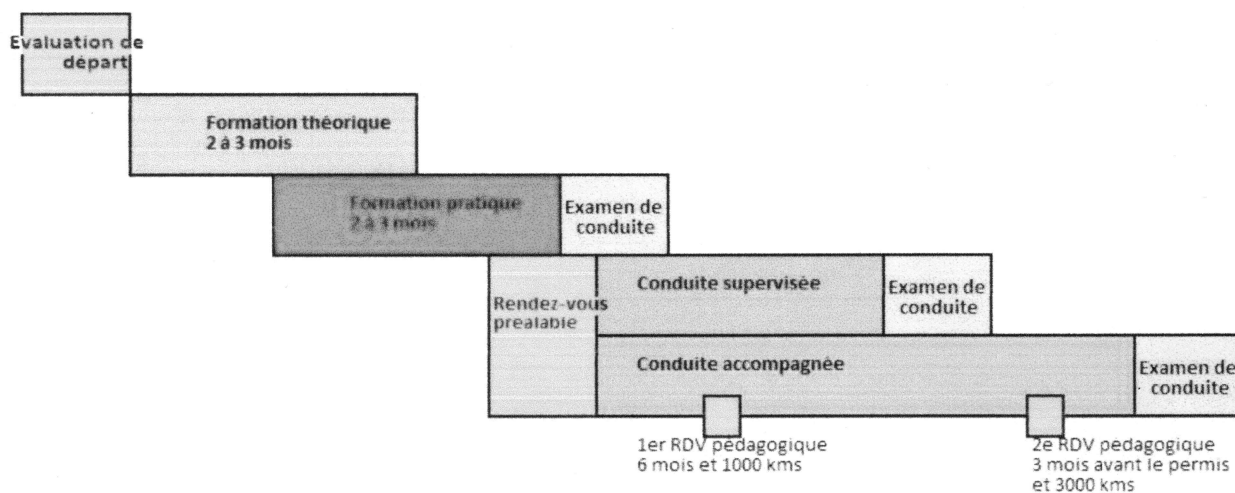 Evaluation de
départ
Formation théorique
2 à 3 mois
Formation pratique
2 à 3 mois
Examen de
conduite
Rendez-vous
préalable
Conduite supervisée
Examen de
conduite
Conduite accompagnée
Examen de
conduite
1er RDV pédagogique
6 mois et 1000 kms
2e RDV pédagogique
3 mois avant le permis
et 3000 kms